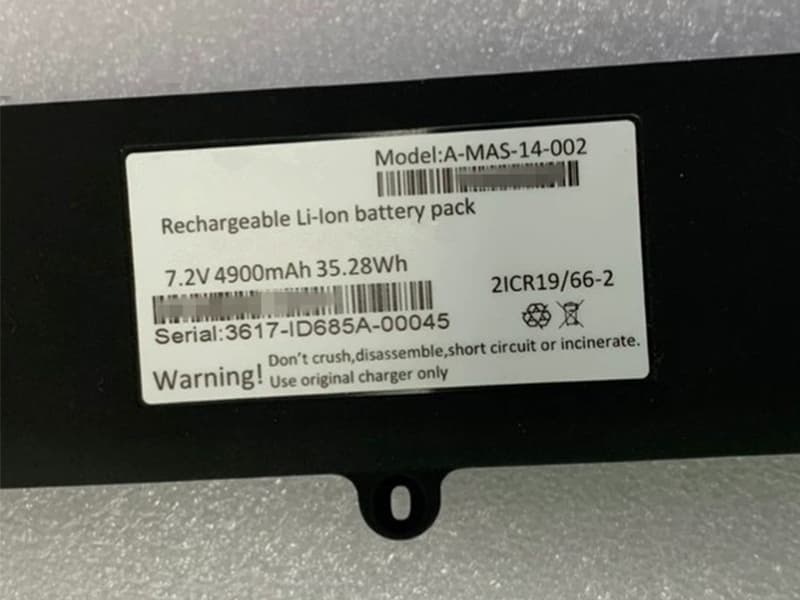 Model:A-MAS-14-002
Rechargeable Li-Ion battery pack
7.2V 4900mAh 35.28Wh
2ICR19/66-2
Serial:3617-ID685A-00045
Warning!
Don't crush,disassemble,short circuit or incinerate.
Use original charger only